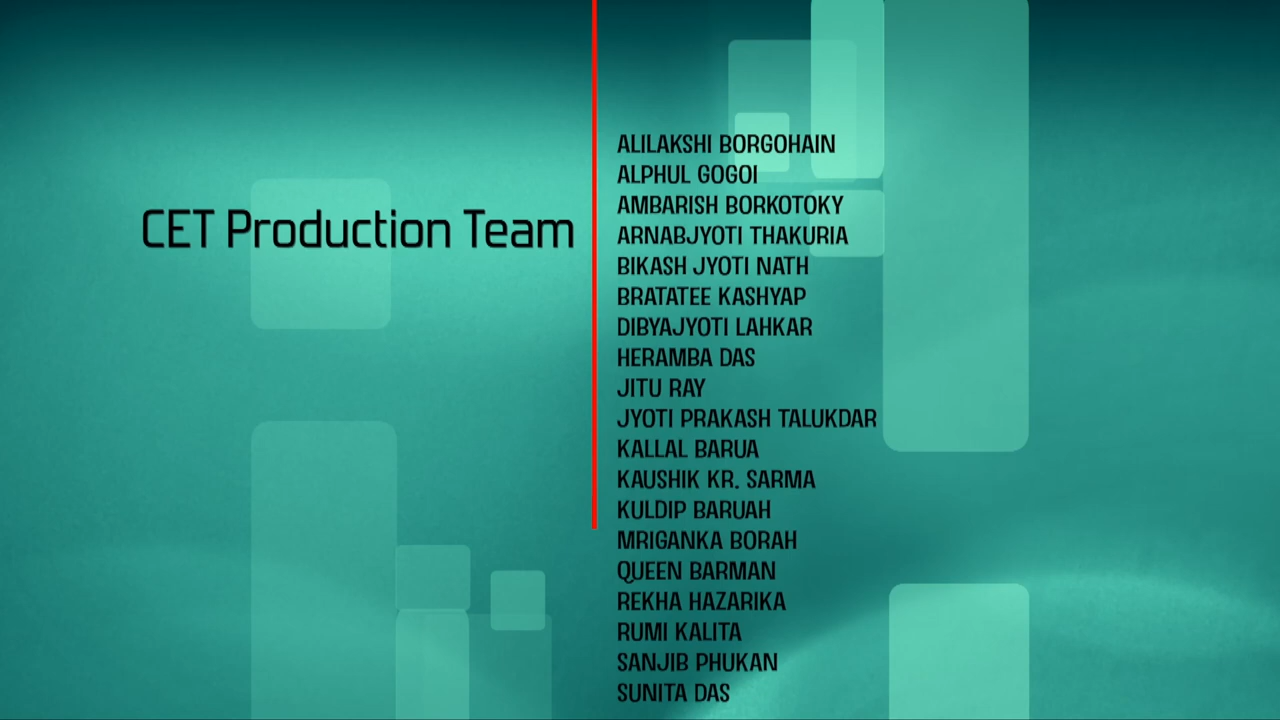 CET Production Team
ALILAKSHI BORGOHAIN
ALPHUL GOGOI
AMBARISH BORKOTOKY
ARNABJYOTI THAKURIA
BIKASH JYOTI NATH
BRATATEE KASHYAP
DIBYAJYOTI LAHKAR
HERAMBA DAS
JITU RAY
JYOTI PRAKASH TALUKDAR
KALLAL BARUA
KAUSHIK KR. SARMA
KULDIP BARUAH
MRIGANKA BORAH
QUEEN BARMAN
REKHA HAZARIKA
RUMI KALITA
SANJIB PHUKAN
SUNITA DAS